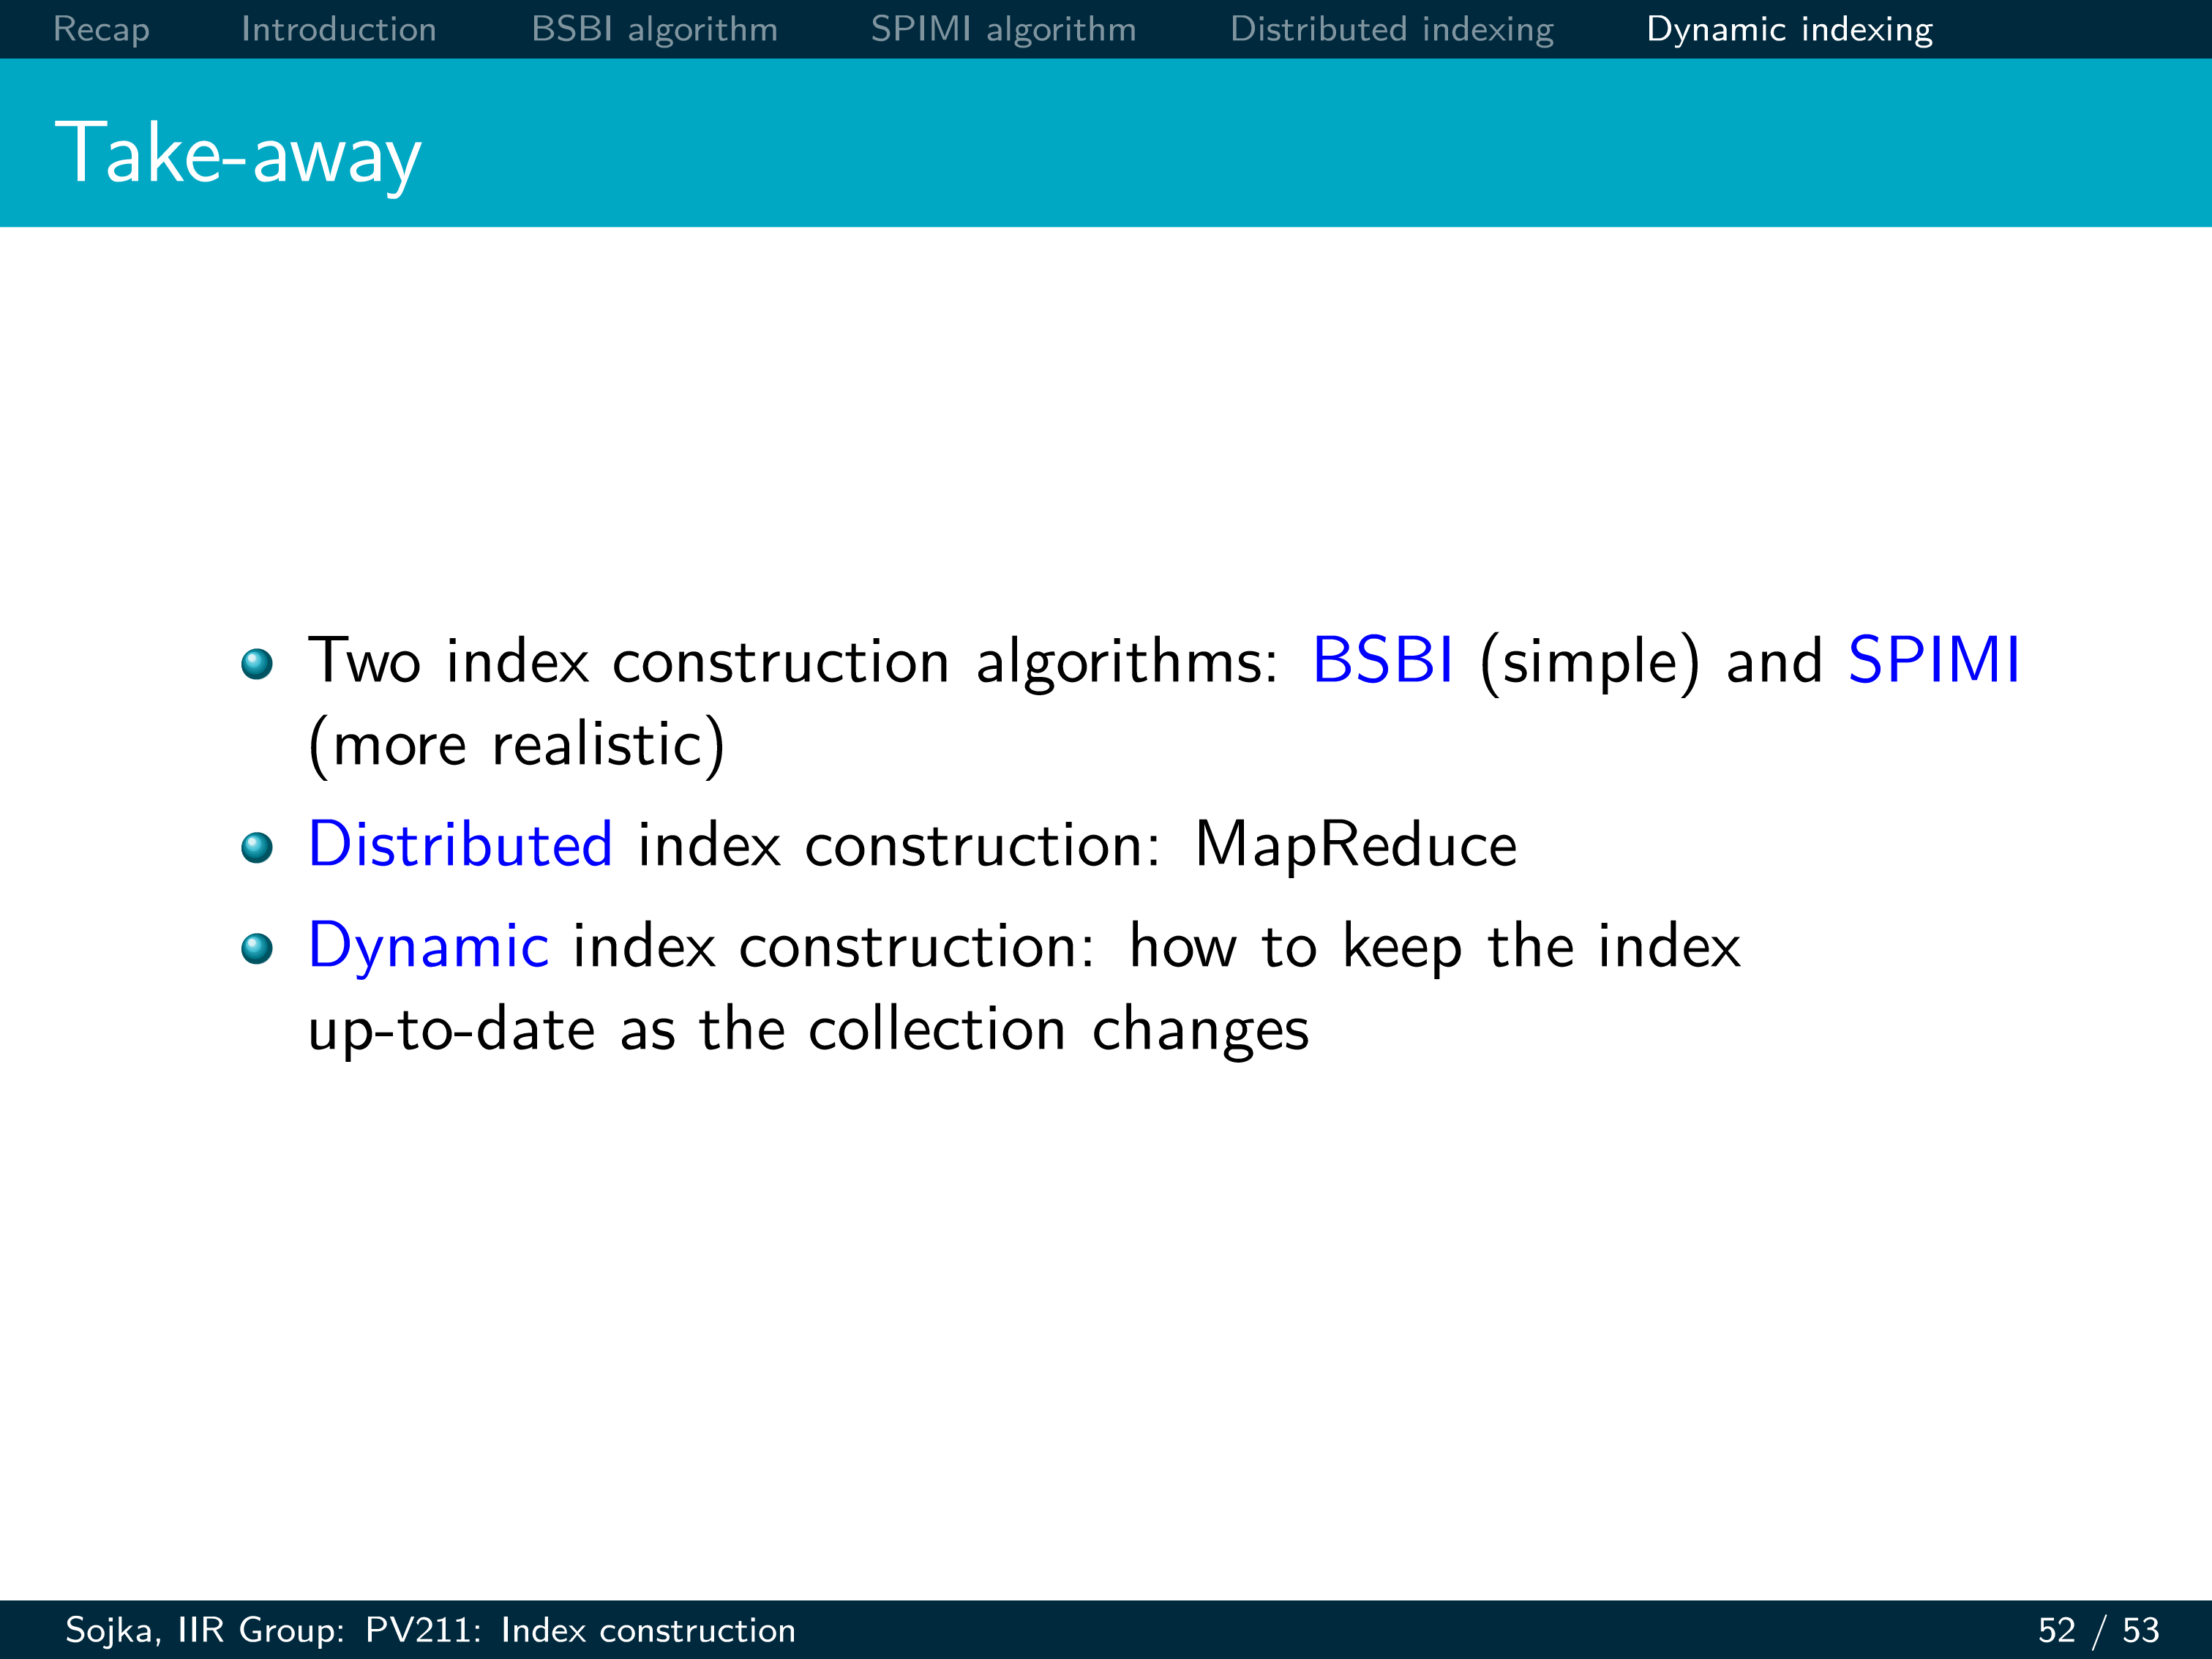 Recap Introduction BSBI algorithm SPIMI algorithm Distributed indexing Dynamic indexing
Take-away
Two index construction algorithms: BSBI (simple) and SPIMI
(more realistic)
Distributed index construction: MapReduce
Dynamic index construction: how to keep the index
up-to-date as the collection changes
Sojka, IIR Group: PV211: Index construction 52 / 53